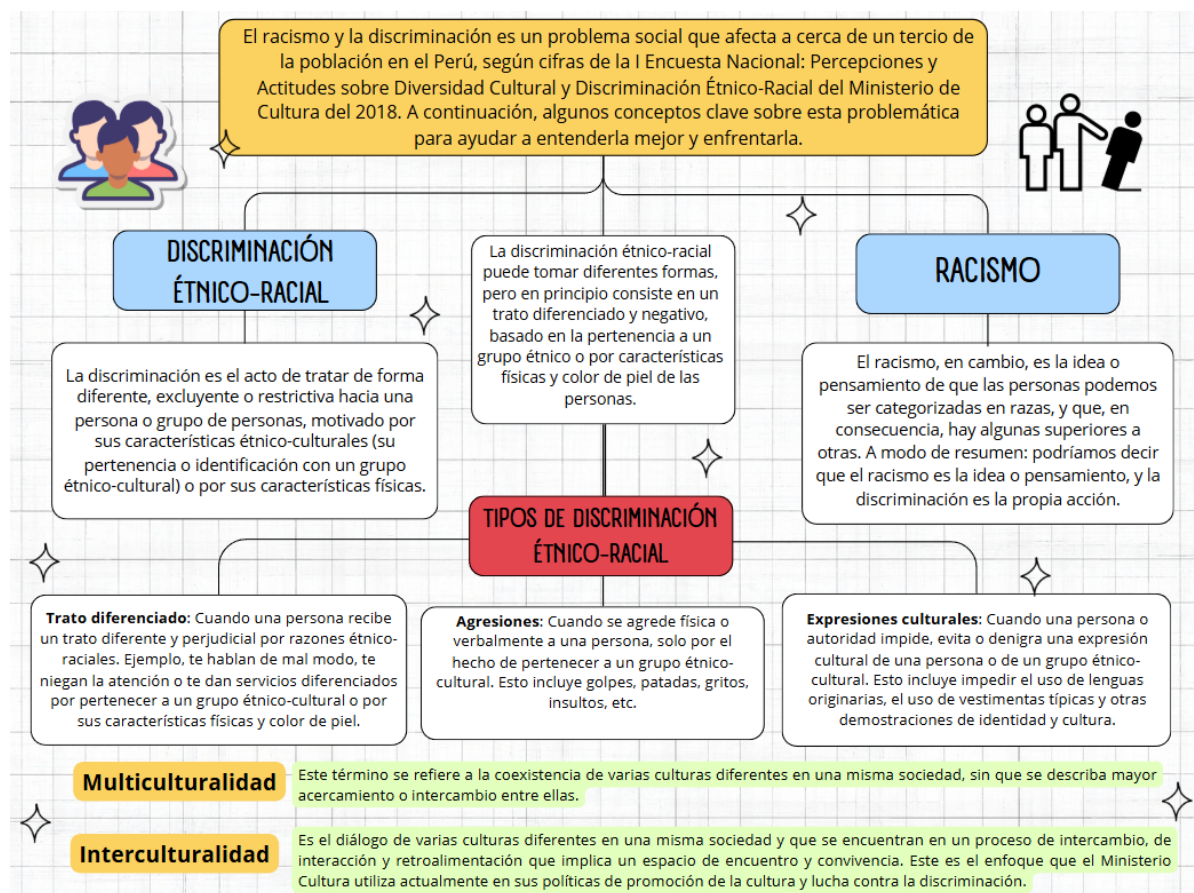 El racismo y la discriminación es un problema social que afecta a cerca de un tercio de
la población en el Perú, según cifras de la I Encuesta Nacional: Percepciones y
Actitudes sobre Diversidad Cultural y Discriminación Étnico-Racial del Ministerio de
Cultura del 2018. A continuación, algunos conceptos clave sobre esta problemática
para ayudar a entenderla mejor y enfrentarla.
DISCRIMINACIÓN
ÉTNICO-RACIAL
La discriminación es el acto de tratar de forma
diferente, excluyente o restrictiva hacia una
persona o grupo de personas, motivado por
sus características étnico-culturales (su
pertenencia o identificación con un grupo
étnico-cultural) o por sus características físicas.
La discriminación étnico-racial
puede tomar diferentes formas,
pero en principio consiste en un
trato diferenciado y negativo,
basado en la pertenencia a un
grupo étnico o por características
físicas y color de piel de las
personas.
RACISMO
El racismo, en cambio, es la idea o
pensamiento de que las personas podemos
ser categorizadas en razas, y que, en
consecuencia, hay algunas superiores a
otras. A modo de resumen: podríamos decir
que el racismo es la idea o pensamiento, y la
discriminación es la propia acción.
TIPOS DE DISCRIMINACIÓN
ÉTNICO-RACIAL
Trato diferenciado: Cuando una persona recibe
un trato diferente y perjudicial por razones étnico-
raciales. Ejemplo, te hablan de mal modo, te
niegan la atención o te dan servicios diferenciados
por pertenecer a un grupo étnico-cultural o por
sus características físicas y color de piel.
Agresiones: Cuando se agrede física o
verbalmente a una persona, solo por el
hecho de pertenecer a un grupo étnico-
cultural. Esto incluye golpes, patadas, gritos,
insultos, etc.
Expresiones culturales: Cuando una persona o
autoridad impide, evita o denigra una expresión
cultural de una persona o de un grupo étnico-
cultural. Esto incluye impedir el uso de lenguas
originarias, el uso de vestimentas típicas y otras
demostraciones de identidad y cultura.
Multiculturalidad
Este término se refiere a la coexistencia de varias culturas diferentes en una misma sociedad, sin que se describa mayor
acercamiento o intercambio entre ellas.
Interculturalidad
Es el diálogo de varias culturas diferentes en una misma sociedad y que se encuentran en un proceso de intercambio, de
interacción y retroalimentación que implica un espacio de encuentro y convivencia. Este es el enfoque que el Ministerio
Cultura utiliza actualmente en sus políticas de promoción de la cultura y lucha contra la discriminación.